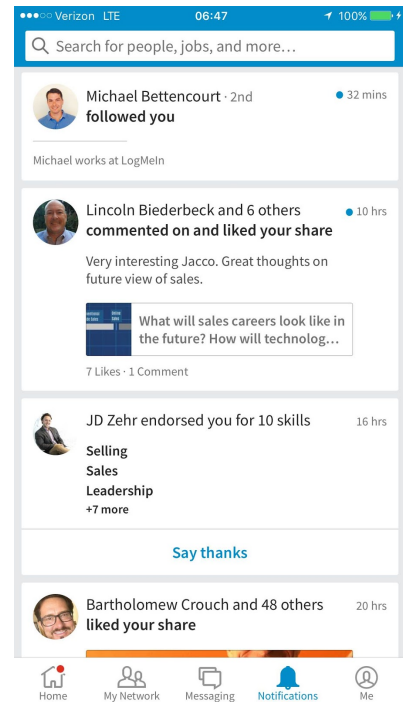 Verizon LTE 06:47 100%
Search for people, jobs, and more...
Michael Bettencourt · 2nd 32 mins
followed you
Michael works at LogMeIn
Lincoln Biederbeck and 6 others 10 hrs
commented on and liked your share
Very interesting Jacco. Great thoughts on
future view of sales.
What will sales careers look like in
the future? How will technolog...
7 Likes · 1 Comment
JD Zehr endorsed you for 10 skills 16 hrs
Selling
Sales
Leadership
+7 more
Say thanks
Bartholomew Crouch and 48 others 20 hrs
liked your share
Home My Network Messaging Notifications Me